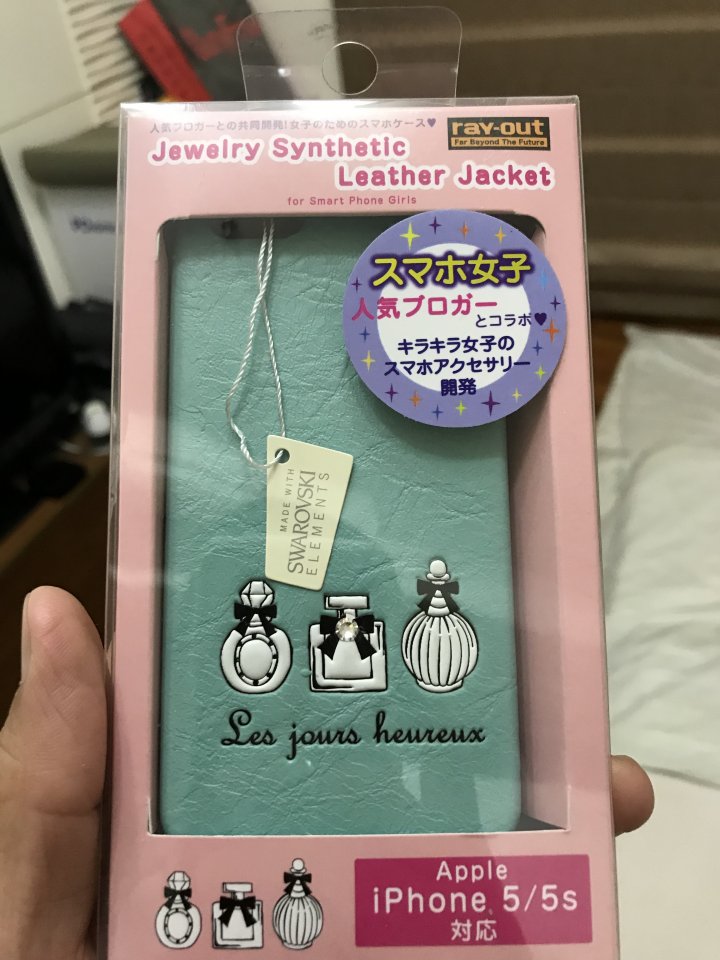 人気ブロガーとの共同開発!女子のためのスマホケース♥
ray-out
Far Beyond The Future
Jewelry Synthetic
Leather Jacket
for Smart Phone Girls
スマホ女子
人気ブロガー
とコラボ♥
キラキラ女子の
スマホアクセサリー
開発
MADE WITH
SWAROVSKI
ELEMENTS
Les jours heureux
Apple
iPhone 5/5s
対応